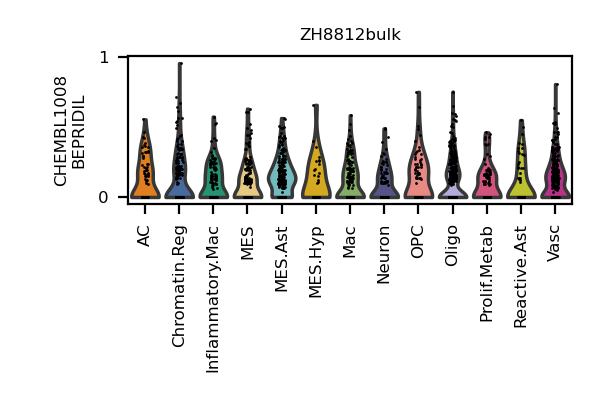 ZH8812bulk
CHEMBL1008
BEPRIDIL
1
0
AC
Chromatin.Reg
Inflammatory.Mac
MES
MES.Ast
MES.Hyp
Mac
Neuron
OPC
Oligo
Prolif.Metab
Reactive.Ast
Vasc